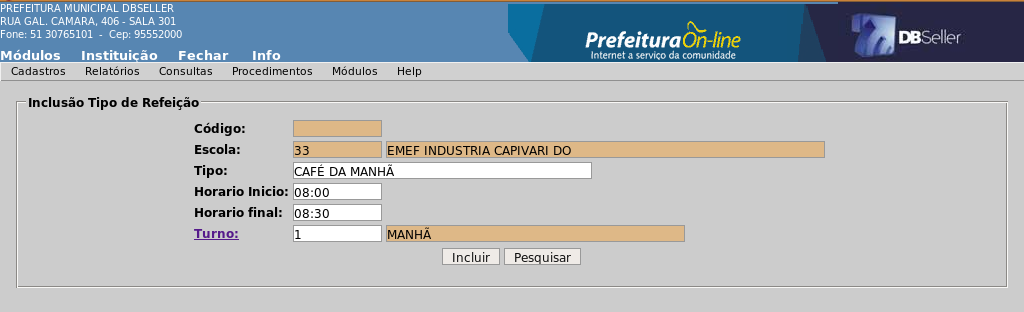 PREFEITURA MUNICIPAL DBSELLER
RUA GAL. CAMARA, 406 - SALA 301
Fone: 51 30765101 - Cep: 95552000
Prefeitura On-line
Internet a serviço da comunidade
DBSeller
Módulos Instituição Fechar Info
Cadastros Relatórios Consultas Procedimentos Módulos Help
Inclusão Tipo de Refeição
Código:
Escola: 33 EMEF INDUSTRIA CAPIVARI DO
Tipo: CAFÉ DA MANHÃ
Horario Inicio: 08:00
Horario final: 08:30
Turno: 1 MANHÃ
Incluir Pesquisar